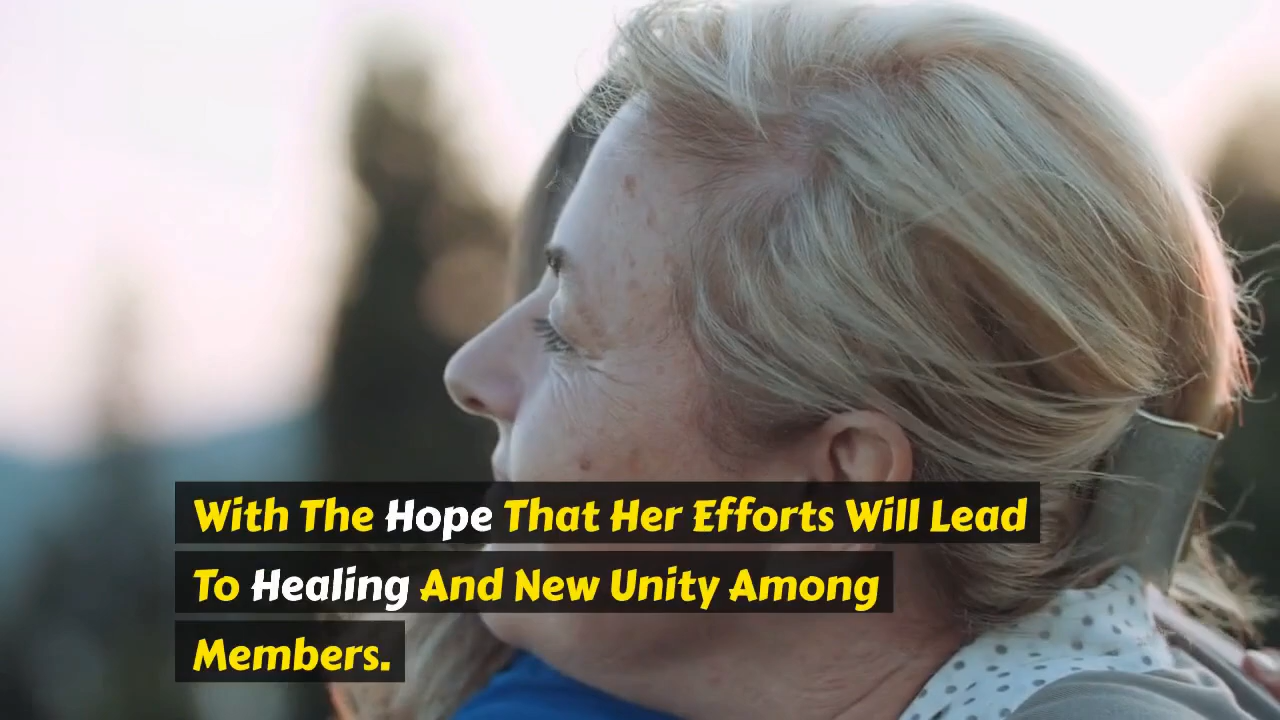 With The Hope That Her Efforts Will Lead
To Healing And New Unity Among
Members.